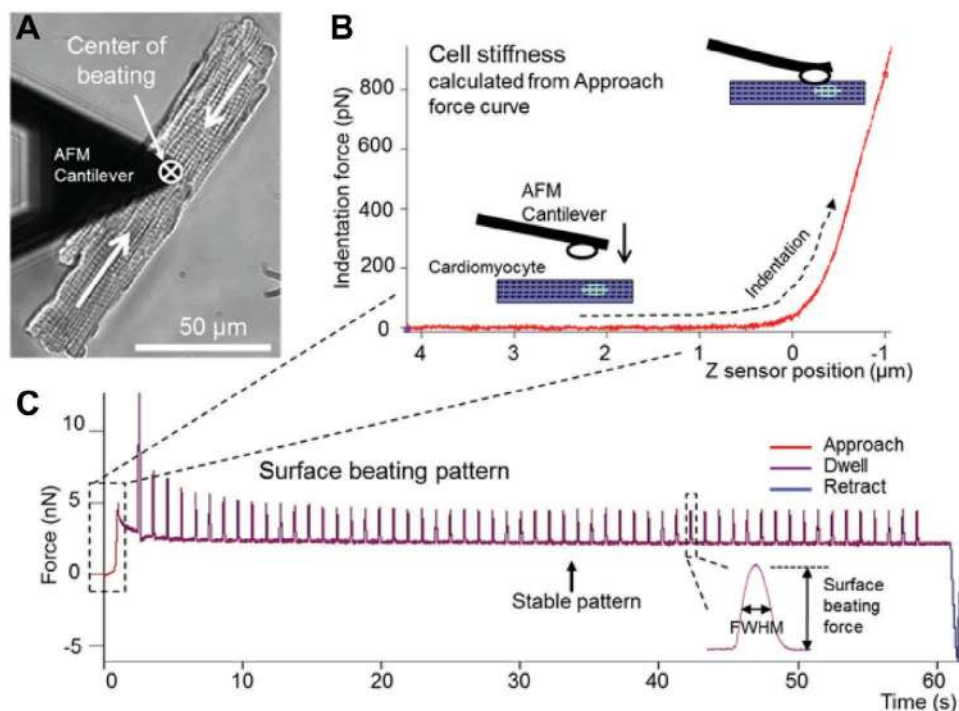 A
Center of
beating
AFM
Cantilever
50 μm
B
Cell stiffness
calculated from Approach
force curve
Indentation force (pN)
800
600
400
200
0
AFM
Cantilever
Cardiomyocyte
Indentation
4
3
2
1
0
-1
Z sensor position (μm)
C
Surface beating pattern
Approach
Dwell
Retract
Force (nN)
10
5
0
-5
Stable pattern
FWHM
Surface
beating
force
0
10
20
30
40
50
60
Time (s)